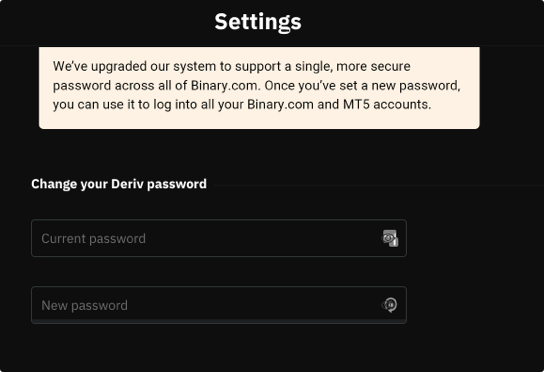 Settings
We've upgraded our system to support a single, more secure
password across all of Binary.com. Once you've set a new password,
you can use it to log into all your Binary.com and MT5 accounts.
Change your Deriv password
Current password
New password